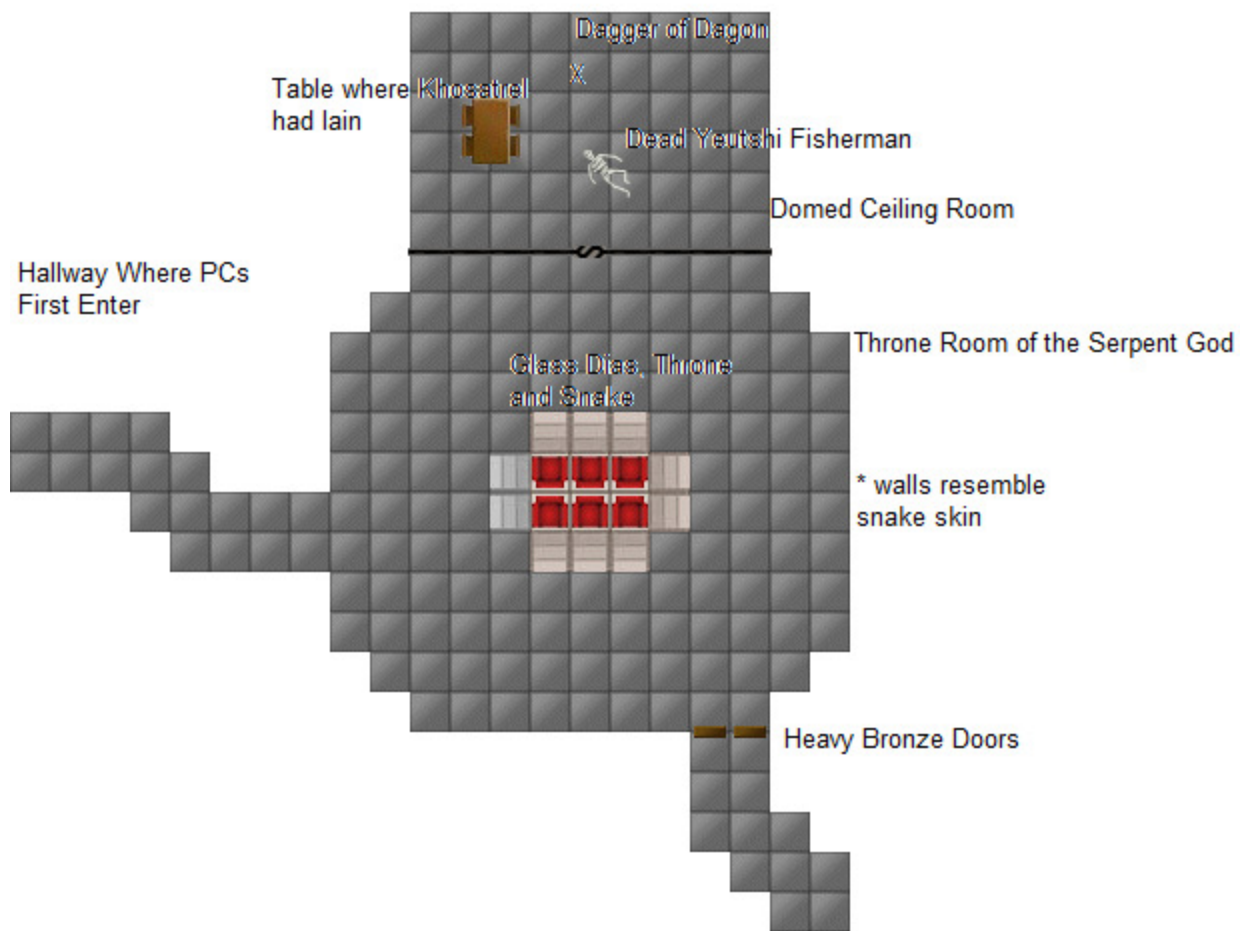 Dagger of Dagon
X
Table where Khosatrel
had lain
Dead Yeutshi Fisherman
Domed Ceiling Room
S
Hallway Where PCs
First Enter
Throne Room of the Serpent God
Glass Dias, Throne
and Snake
* walls resemble
snake skin
Heavy Bronze Doors